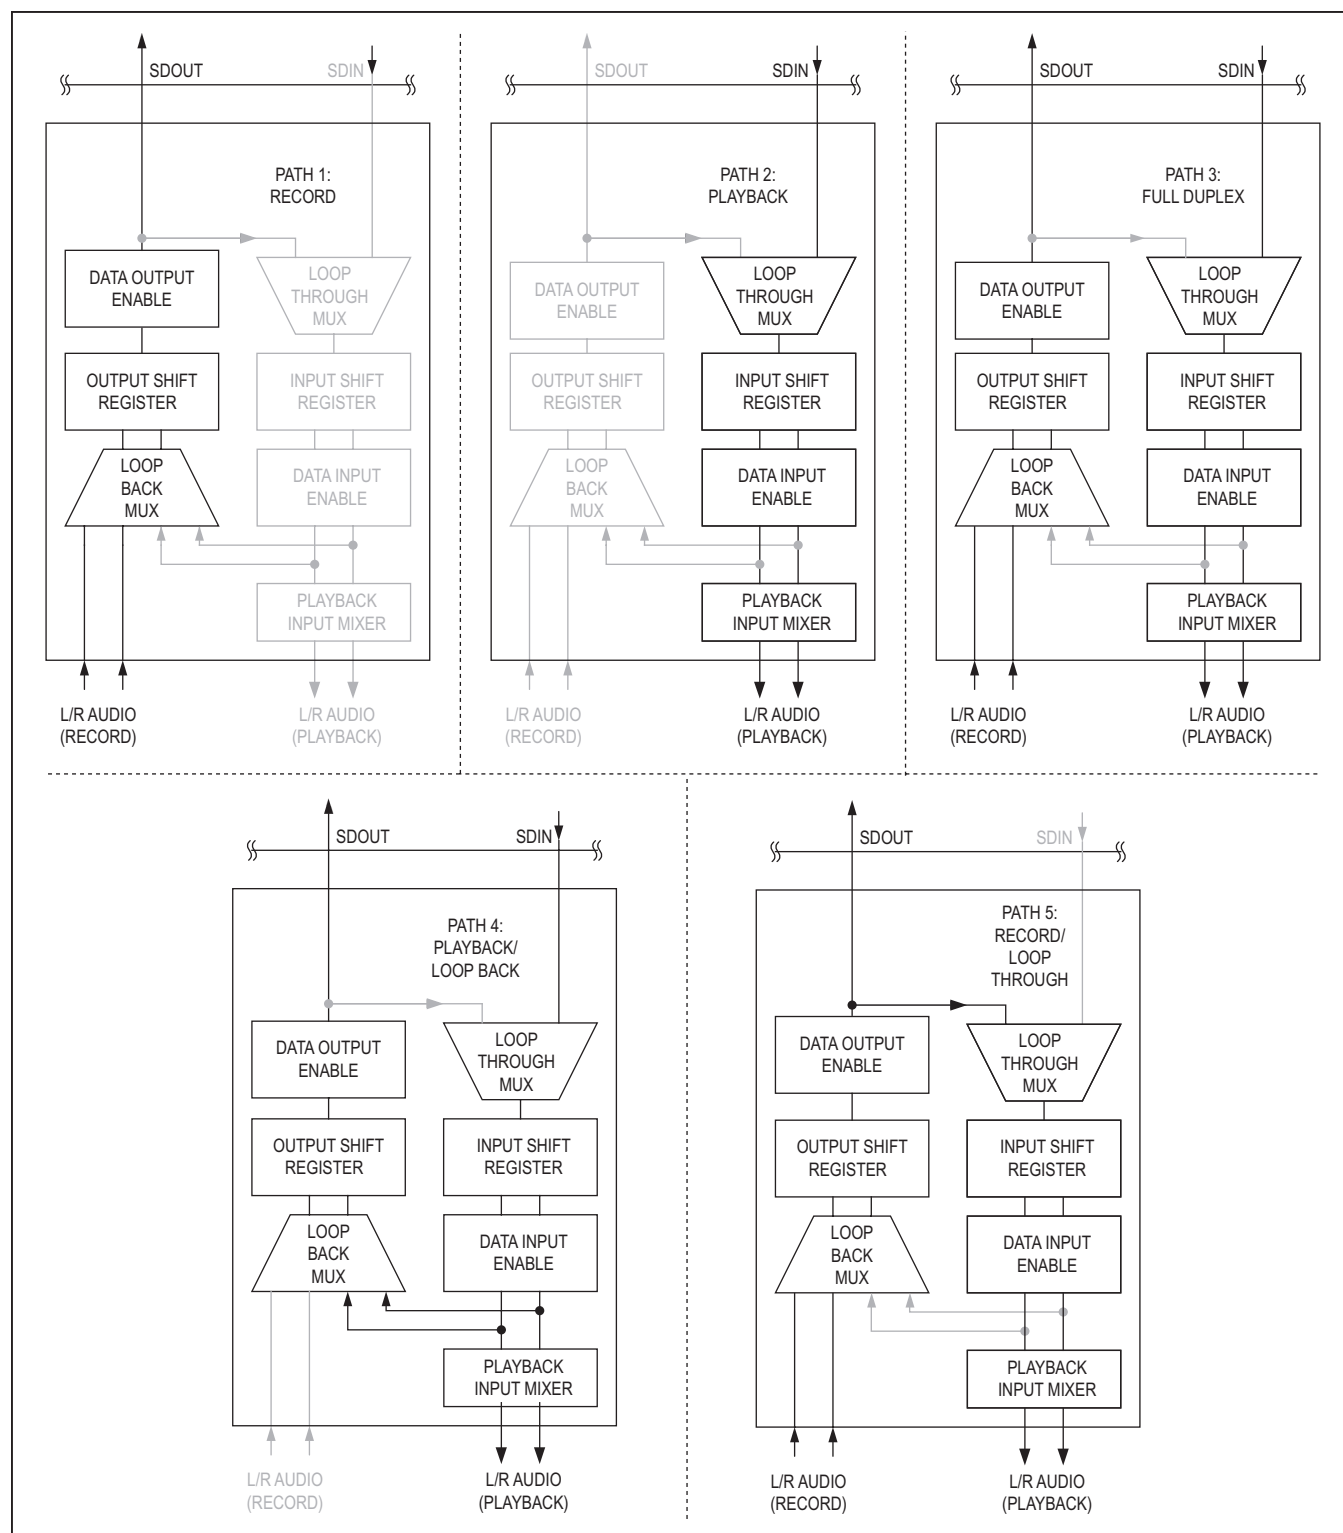 SDOUT
SDIN
PATH 1:
RECORD
DATA OUTPUT
ENABLE
LOOP
THROUGH
MUX
OUTPUT SHIFT
REGISTER
INPUT SHIFT
REGISTER
LOOP
BACK
MUX
DATA INPUT
ENABLE
PLAYBACK
INPUT MIXER
L/R AUDIO
(RECORD)
L/R AUDIO
(PLAYBACK)
SDOUT
SDIN
PATH 2:
PLAYBACK
DATA OUTPUT
ENABLE
LOOP
THROUGH
MUX
OUTPUT SHIFT
REGISTER
INPUT SHIFT
REGISTER
LOOP
BACK
MUX
DATA INPUT
ENABLE
PLAYBACK
INPUT MIXER
L/R AUDIO
(RECORD)
L/R AUDIO
(PLAYBACK)
SDOUT
SDIN
PATH 3:
FULL DUPLEX
DATA OUTPUT
ENABLE
LOOP
THROUGH
MUX
OUTPUT SHIFT
REGISTER
INPUT SHIFT
REGISTER
LOOP
BACK
MUX
DATA INPUT
ENABLE
PLAYBACK
INPUT MIXER
L/R AUDIO
(RECORD)
L/R AUDIO
(PLAYBACK)
SDOUT
SDIN
PATH 4:
PLAYBACK/
LOOP BACK
DATA OUTPUT
ENABLE
LOOP
THROUGH
MUX
OUTPUT SHIFT
REGISTER
INPUT SHIFT
REGISTER
LOOP
BACK
MUX
DATA INPUT
ENABLE
PLAYBACK
INPUT MIXER
L/R AUDIO
(RECORD)
L/R AUDIO
(PLAYBACK)
SDOUT
SDIN
PATH 5:
RECORD/
LOOP
THROUGH
DATA OUTPUT
ENABLE
LOOP
THROUGH
MUX
OUTPUT SHIFT
REGISTER
INPUT SHIFT
REGISTER
LOOP
BACK
MUX
DATA INPUT
ENABLE
PLAYBACK
INPUT MIXER
L/R AUDIO
(RECORD)
L/R AUDIO
(PLAYBACK)